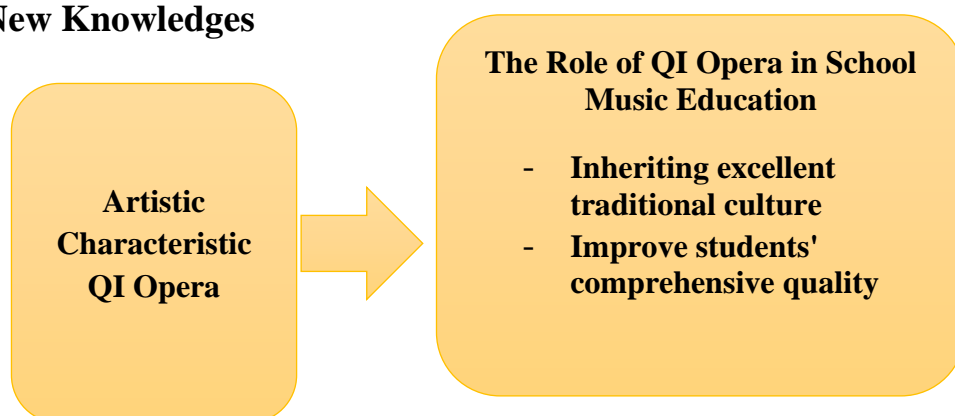 New Knowledges
The Role of QI Opera in School
Music Education
- Inheriting excellent
traditional culture
- Improve students'
comprehensive quality
Artistic
Characteristic
QI Opera